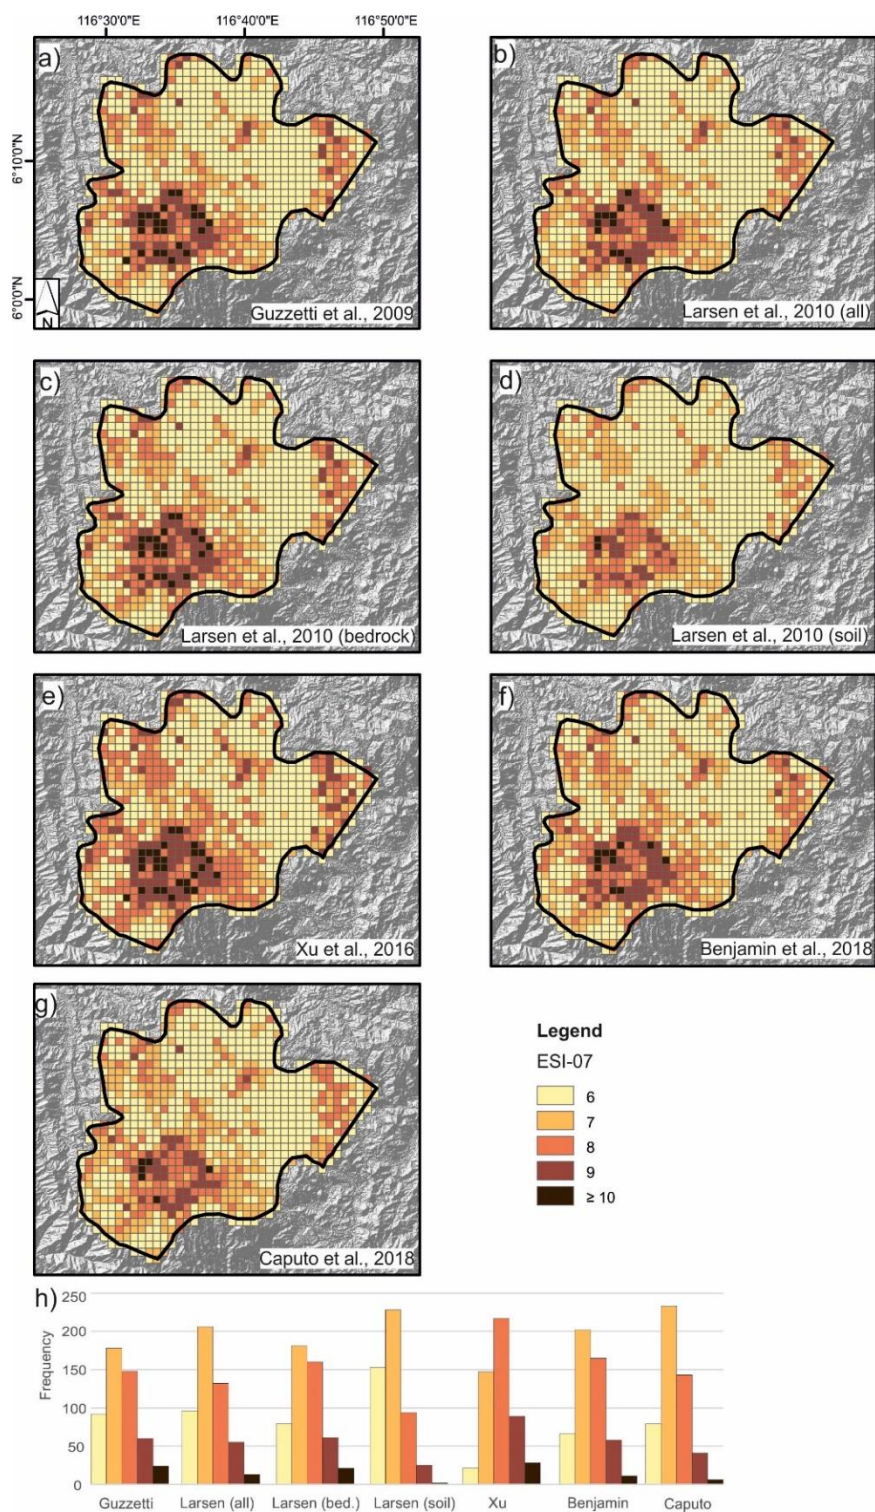 116°30'0"E 116°40'0"E 116°50'0"E
a)
b)
6°10'0"N
6°0'0"N
N
Guzzetti et al., 2009
Larsen et al., 2010 (all)
c)
d)
Larsen et al., 2010 (bedrock)
Larsen et al., 2010 (soil)
e)
f)
Xu et al., 2016
Benjamin et al., 2018
g)
Caputo et al., 2018
Legend
ESI-07
6
7
8
9
≥ 10
h)
250
200
150
100
50
0
Frequency
Guzzetti Larsen (all) Larsen (bed.) Larsen (soil) Xu Benjamin Caputo